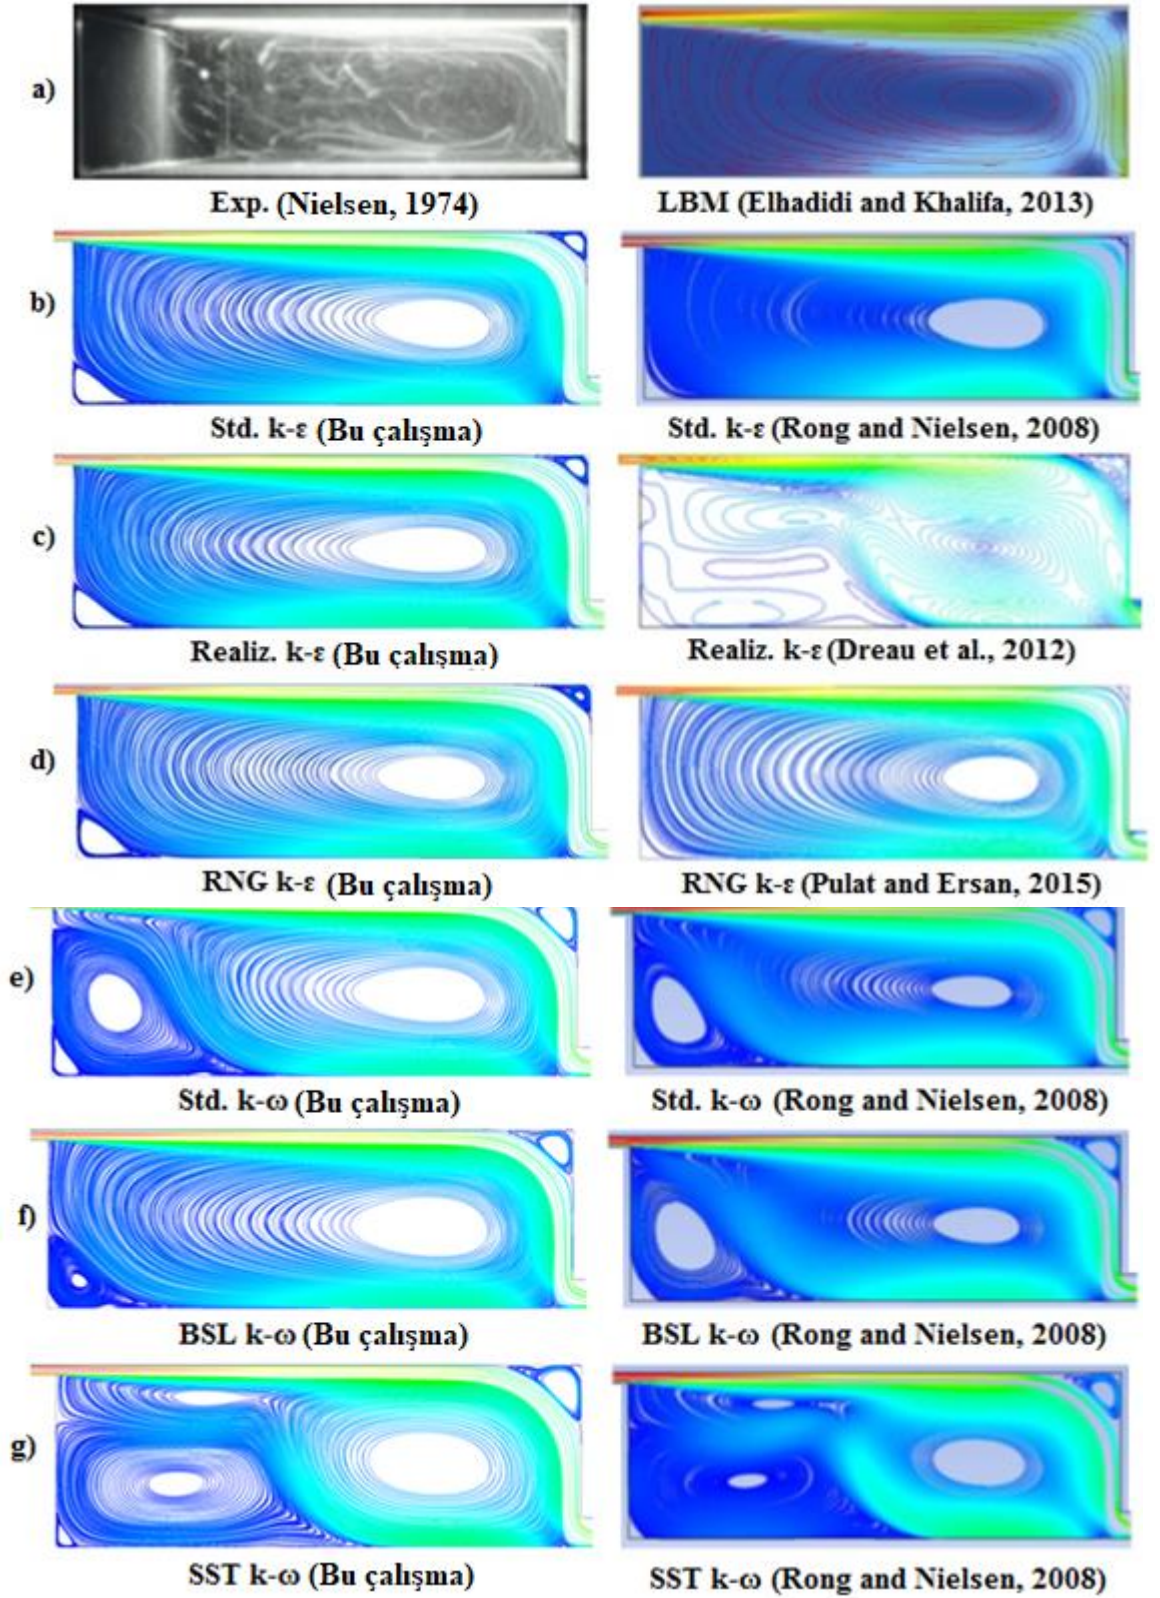 a)
Exp. (Nielsen, 1974) LBM (Elhadidi and Khalifa, 2013)
b)
Std. k-ε (Bu çalışma) Std. k-ε (Rong and Nielsen, 2008)
c)
Realiz. k-ε (Bu çalışma) Realiz. k-ε (Dreau et al., 2012)
d)
RNG k-ε (Bu çalışma) RNG k-ε (Pulat and Ersan, 2015)
e)
Std. k-ω (Bu çalışma) Std. k-ω (Rong and Nielsen, 2008)
f)
BSL k-ω (Bu çalışma) BSL k-ω (Rong and Nielsen, 2008)
g)
SST k-ω (Bu çalışma) SST k-ω (Rong and Nielsen, 2008)